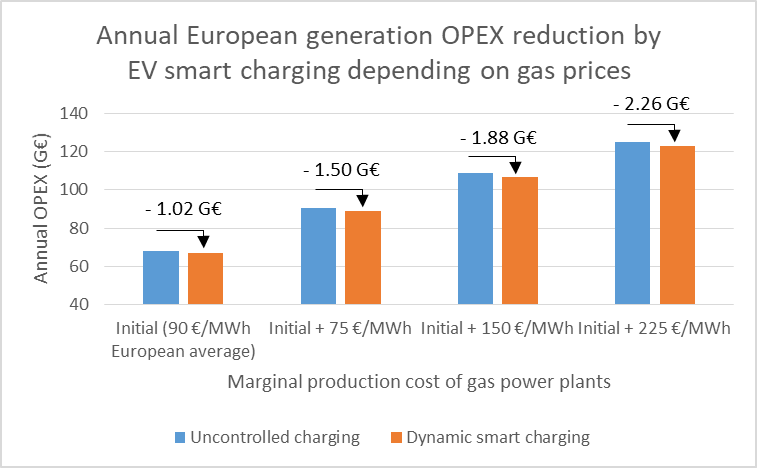 Annual European generation OPEX reduction by
EV smart charging depending on gas prices
Annual OPEX (G€)
140
120
100
80
60
40
- 1.02 G€
- 1.50 G€
- 1.88 G€
- 2.26 G€
Initial (90 €/MWh
European average)
Initial + 75 €/MWh
Initial + 150 €/MWh
Initial + 225 €/MWh
Marginal production cost of gas power plants
Uncontrolled charging
Dynamic smart charging